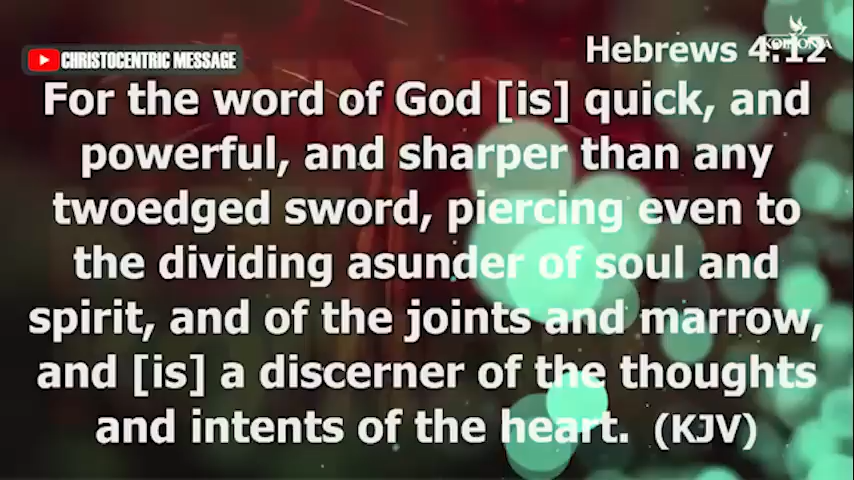 KOINONIA
Hebrews 4:12
CHRISTOCENTRIC MESSAGE
For the word of God [is] quick, and
powerful, and sharper than any
twoedged sword, piercing even to
the dividing asunder of soul and
spirit, and of the joints and marrow,
and [is] a discerner of the thoughts
and intents of the heart. (KJV)